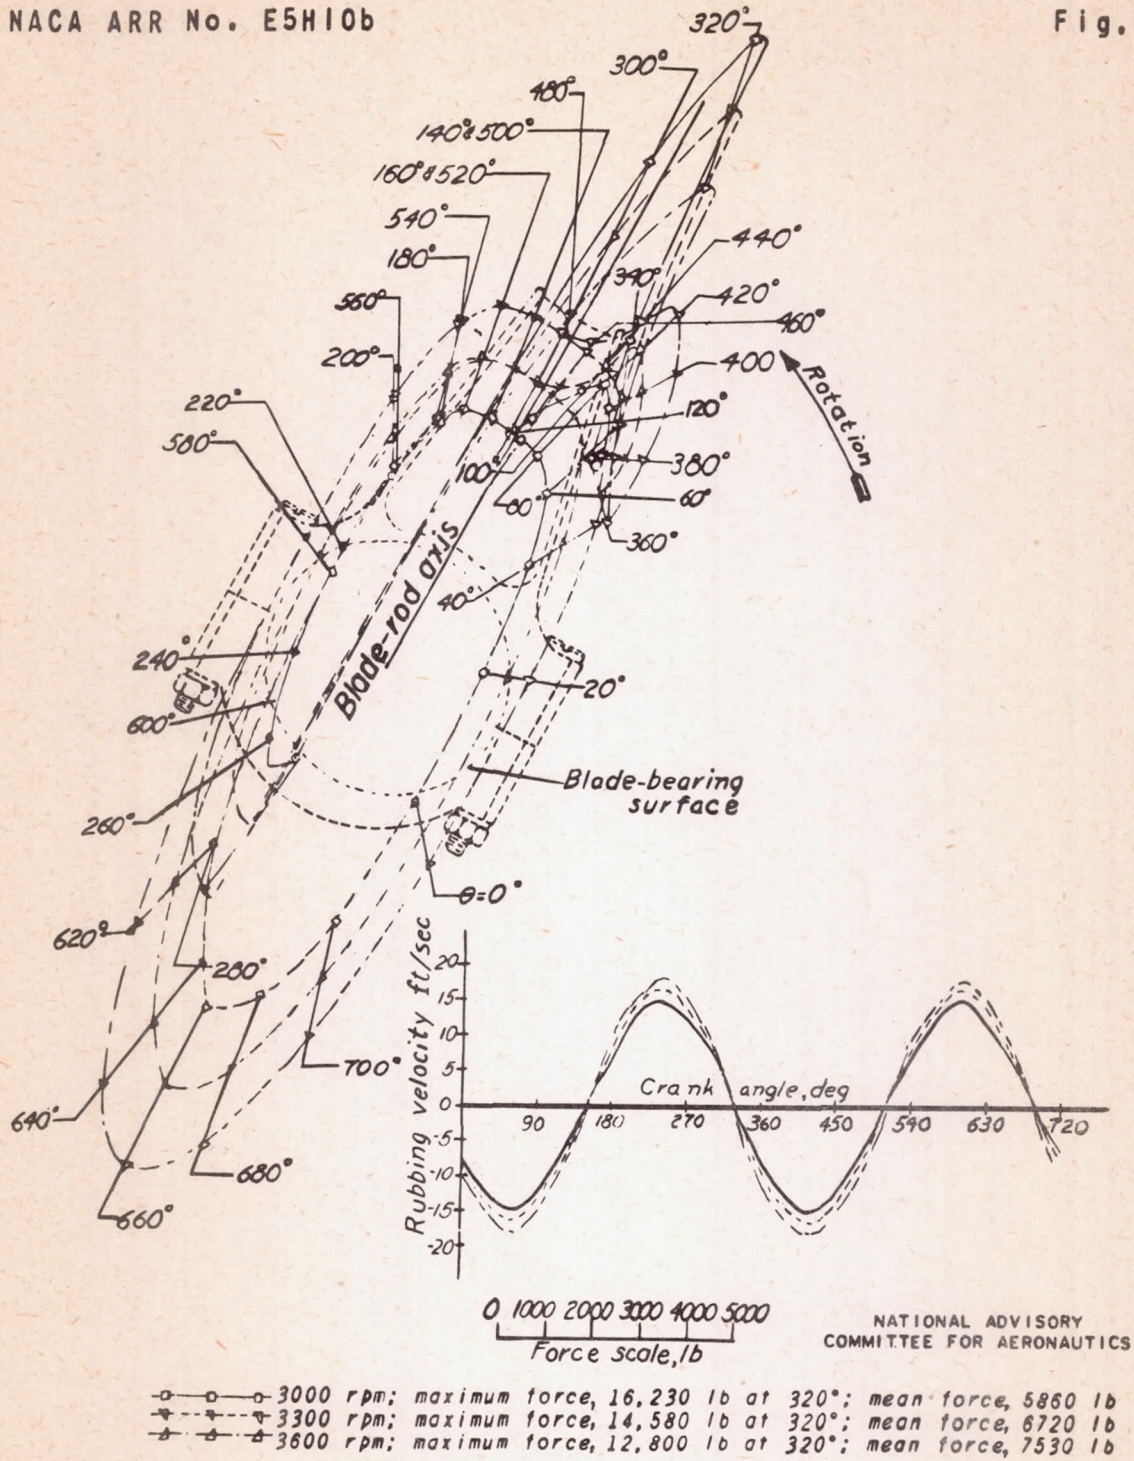 NACA ARR No. E5H10b
Fig.
320°
300°
480°
140°&500°
160°&520°
540°
180°
560°
200°
220°
580°
340°
440°
420°
460°
400
Rotation
120°
100°
380°
80°
60°
360°
40°
Blade-rod axis
240°
600°
20°
Blade-bearing
surface
260°
θ=0°
620°
280°
700°
640°
680°
660°
Rubbing velocity ft/sec
20
15
10
5
0
-5
-10
-15
-20
Crank angle, deg
90 180 270 360 450 540 630 720
0 1000 2000 3000 4000 5000
Force scale, lb
NATIONAL ADVISORY
COMMITTEE FOR AERONAUTICS
3000 rpm; maximum force, 16,230 lb at 320°; mean force, 5860 lb
3300 rpm; maximum force, 14,580 lb at 320°; mean force, 6720 lb
3600 rpm; maximum force, 12,800 lb at 320°; mean force, 7530 lb